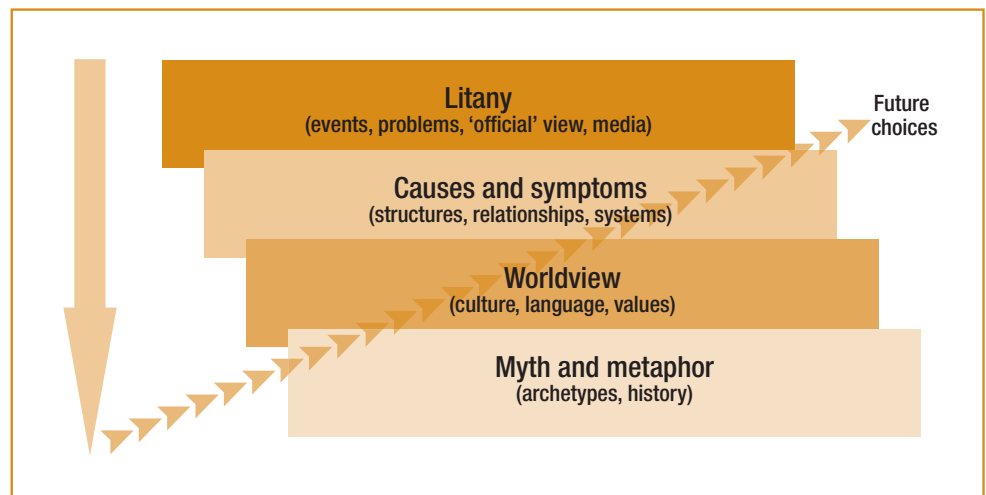 Litany
(events, problems, ‘official’ view, media)
Future
choices
Causes and symptoms
(structures, relationships, systems)
Worldview
(culture, language, values)
Myth and metaphor
(archetypes, history)